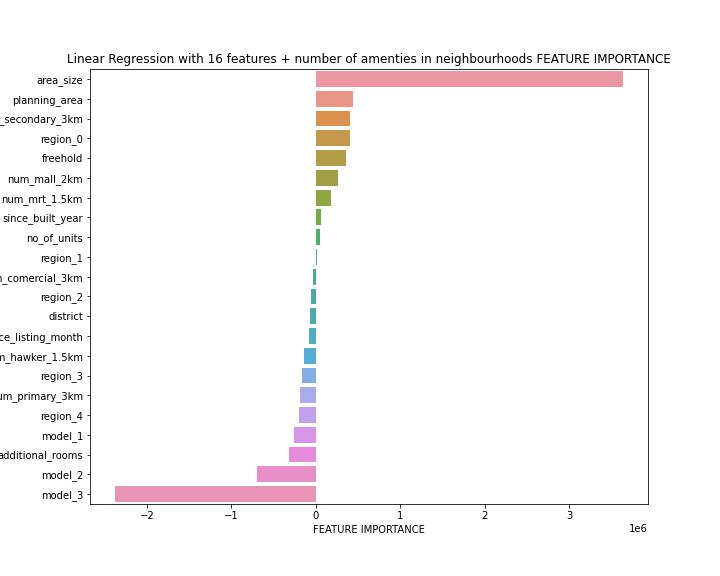 Linear Regression with 16 features + number of amenties in neighbourhoods FEATURE IMPORTANCE
area_size
planning_area
_secondary_3km
region_0
freehold
num_mall_2km
num_mrt_1.5km
since_built_year
no_of_units
region_1
_comercial_3km
region_2
district
ce_listing_month
_hawker_1.5km
region_3
um_primary_3km
region_4
model_1
additional_rooms
model_2
model_3
−2 −1 0 1 2 3
1e6
FEATURE IMPORTANCE